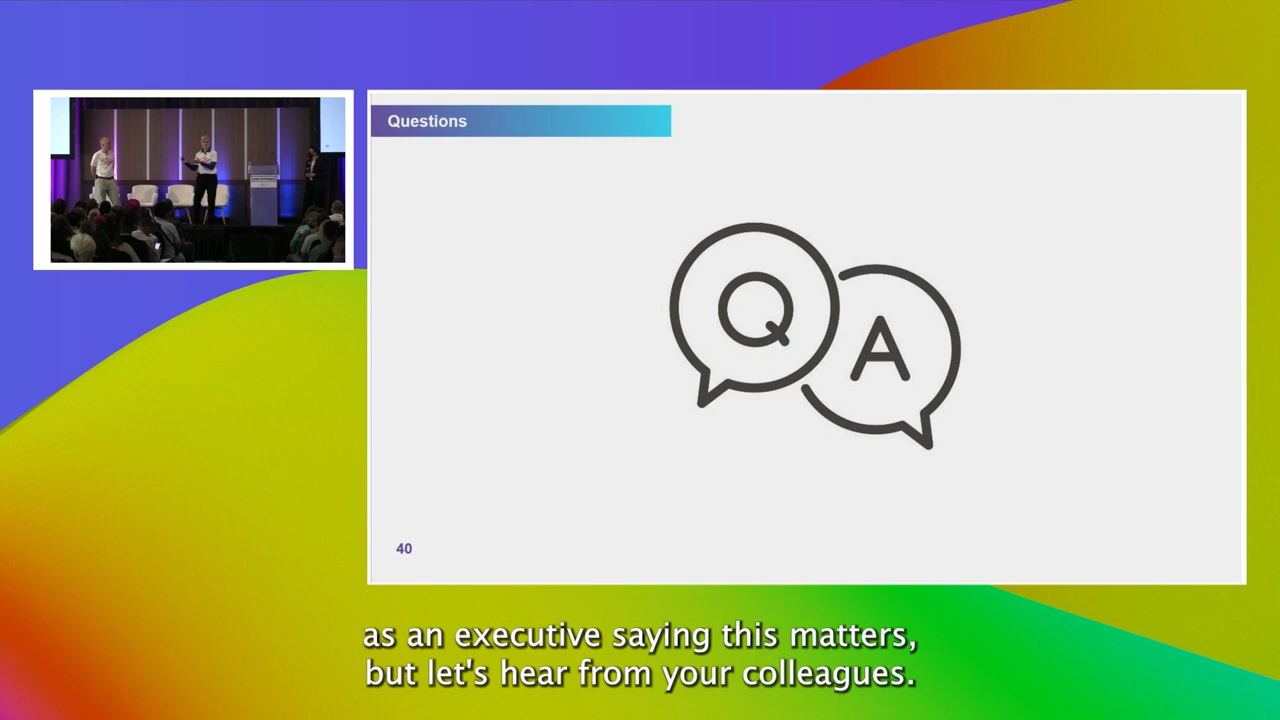 Questions
Q
A
40
as an executive saying this matters,
but let's hear from your colleagues.